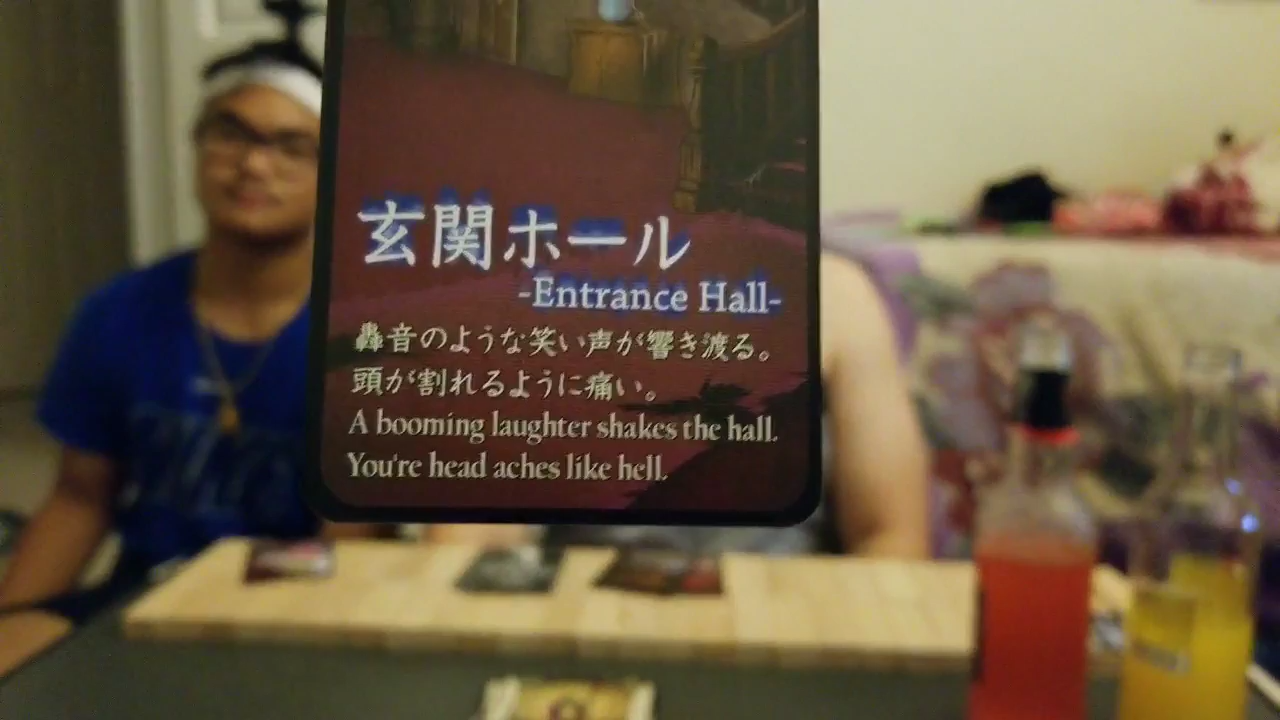 玄関ホール
-Entrance Hall-
轟音のような笑い声が響き渡る。
頭が割れるように痛い。
A booming laughter shakes the hall.
You're head aches like hell.